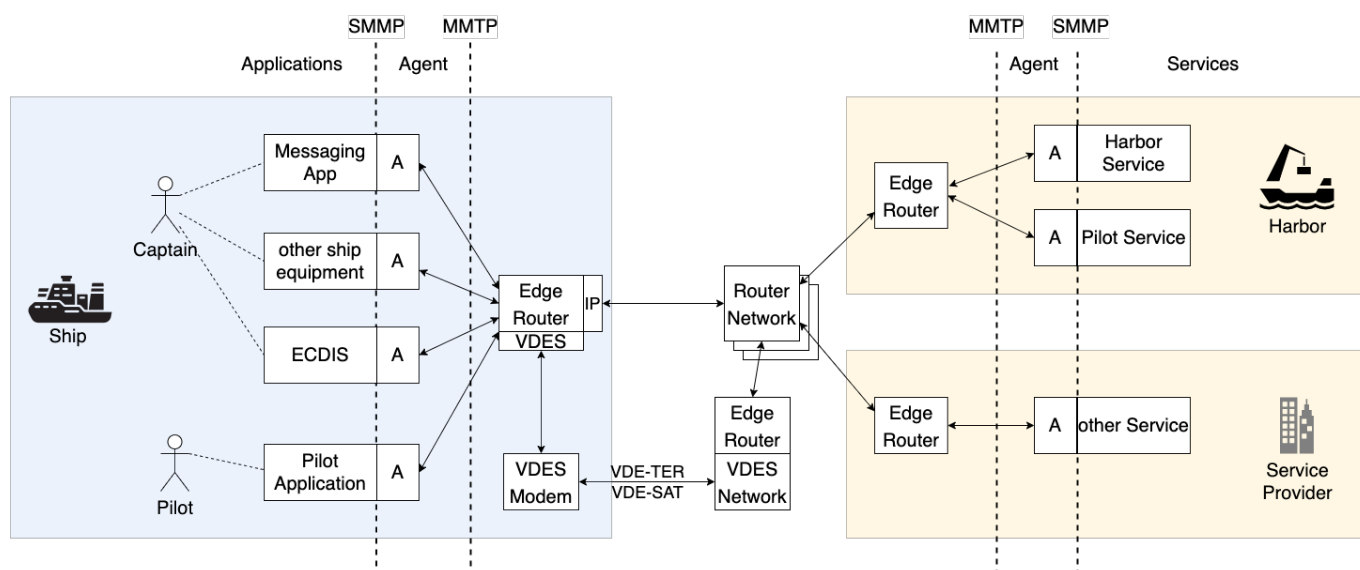 SMMP
MMTP
MMTP
SMMP
Applications
Agent
Agent
Services
Messaging
App
A
Captain
other ship
equipment
A
Ship
ECDIS
A
Pilot
Pilot
Application
A
Edge
Router
IP
VDES
VDES
Modem
VDE-TER
VDE-SAT
Router
Network
Edge
Router
VDES
Network
Edge
Router
A
Harbor
Service
A
Pilot Service
Harbor
Edge
Router
A
other Service
Service
Provider